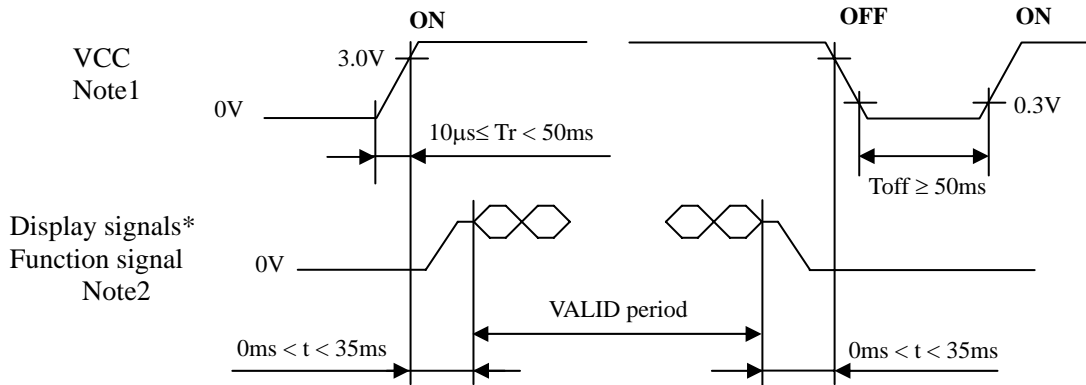 ON
OFF
ON
VCC
Note1
3.0V
0V
0.3V
10μs≤ Tr < 50ms
Toff ≥ 50ms
Display signals*
Function signal
Note2
0V
VALID period
0ms < t < 35ms
0ms < t < 35ms